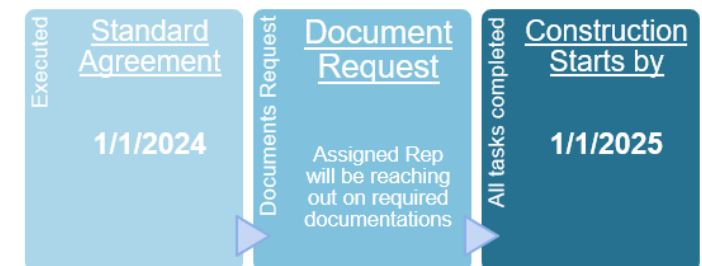 Executed
Standard
Agreement
1/1/2024
Documents Request
Document
Request
Assigned Rep
will be reaching
out on required
documentations
All tasks completed
Construction
Starts by
1/1/2025